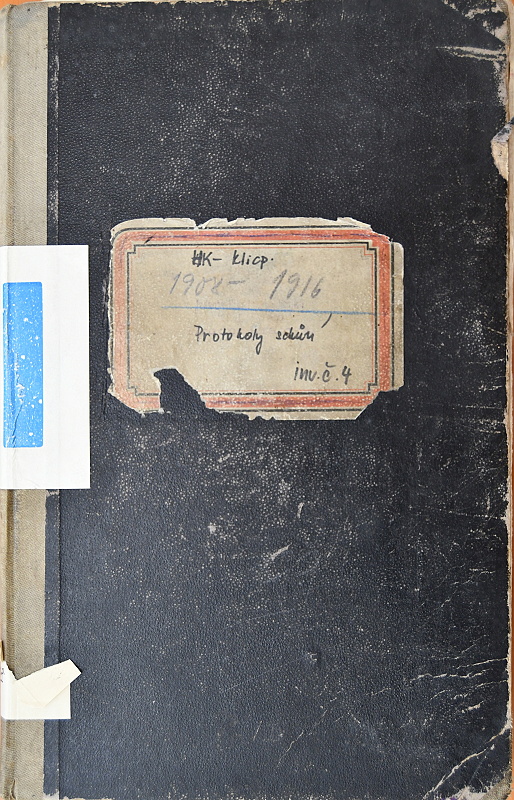 HK- klicp.
1908- 1916
Protokoly schůzí
inv.č.4